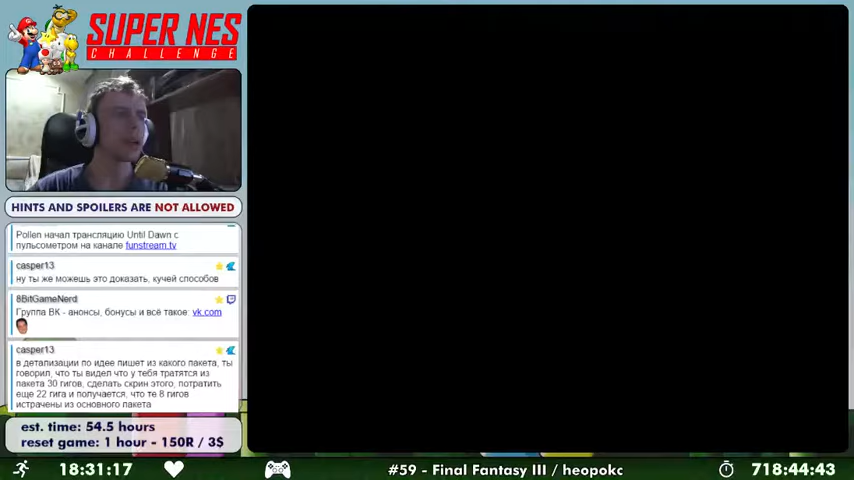 SUPER NES
CHALLENGE
HINTS AND SPOILERS ARE NOT ALLOWED
Pollen начал трансляцию Until Dawn с
пульсометром на канале funstream.tv
casper13
ну ты же можешь это доказать, кучей способов
8BitGameNerd
Группа ВК - анонсы, бонусы и всё такое: vk.com
casper13
в детализации по идее пишет из какого пакета, ты
говорил, что ты видел что у тебя тратятся из
пакета 30 гигов, сделать скрин этого, потратить
еще 22 гига и получается, что те 8 гигов
истрачены из основного пакета
est. time: 54.5 hours
reset game: 1 hour - 150R / 3$
18:31:17
#59 - Final Fantasy III / heopokc
718:44:43